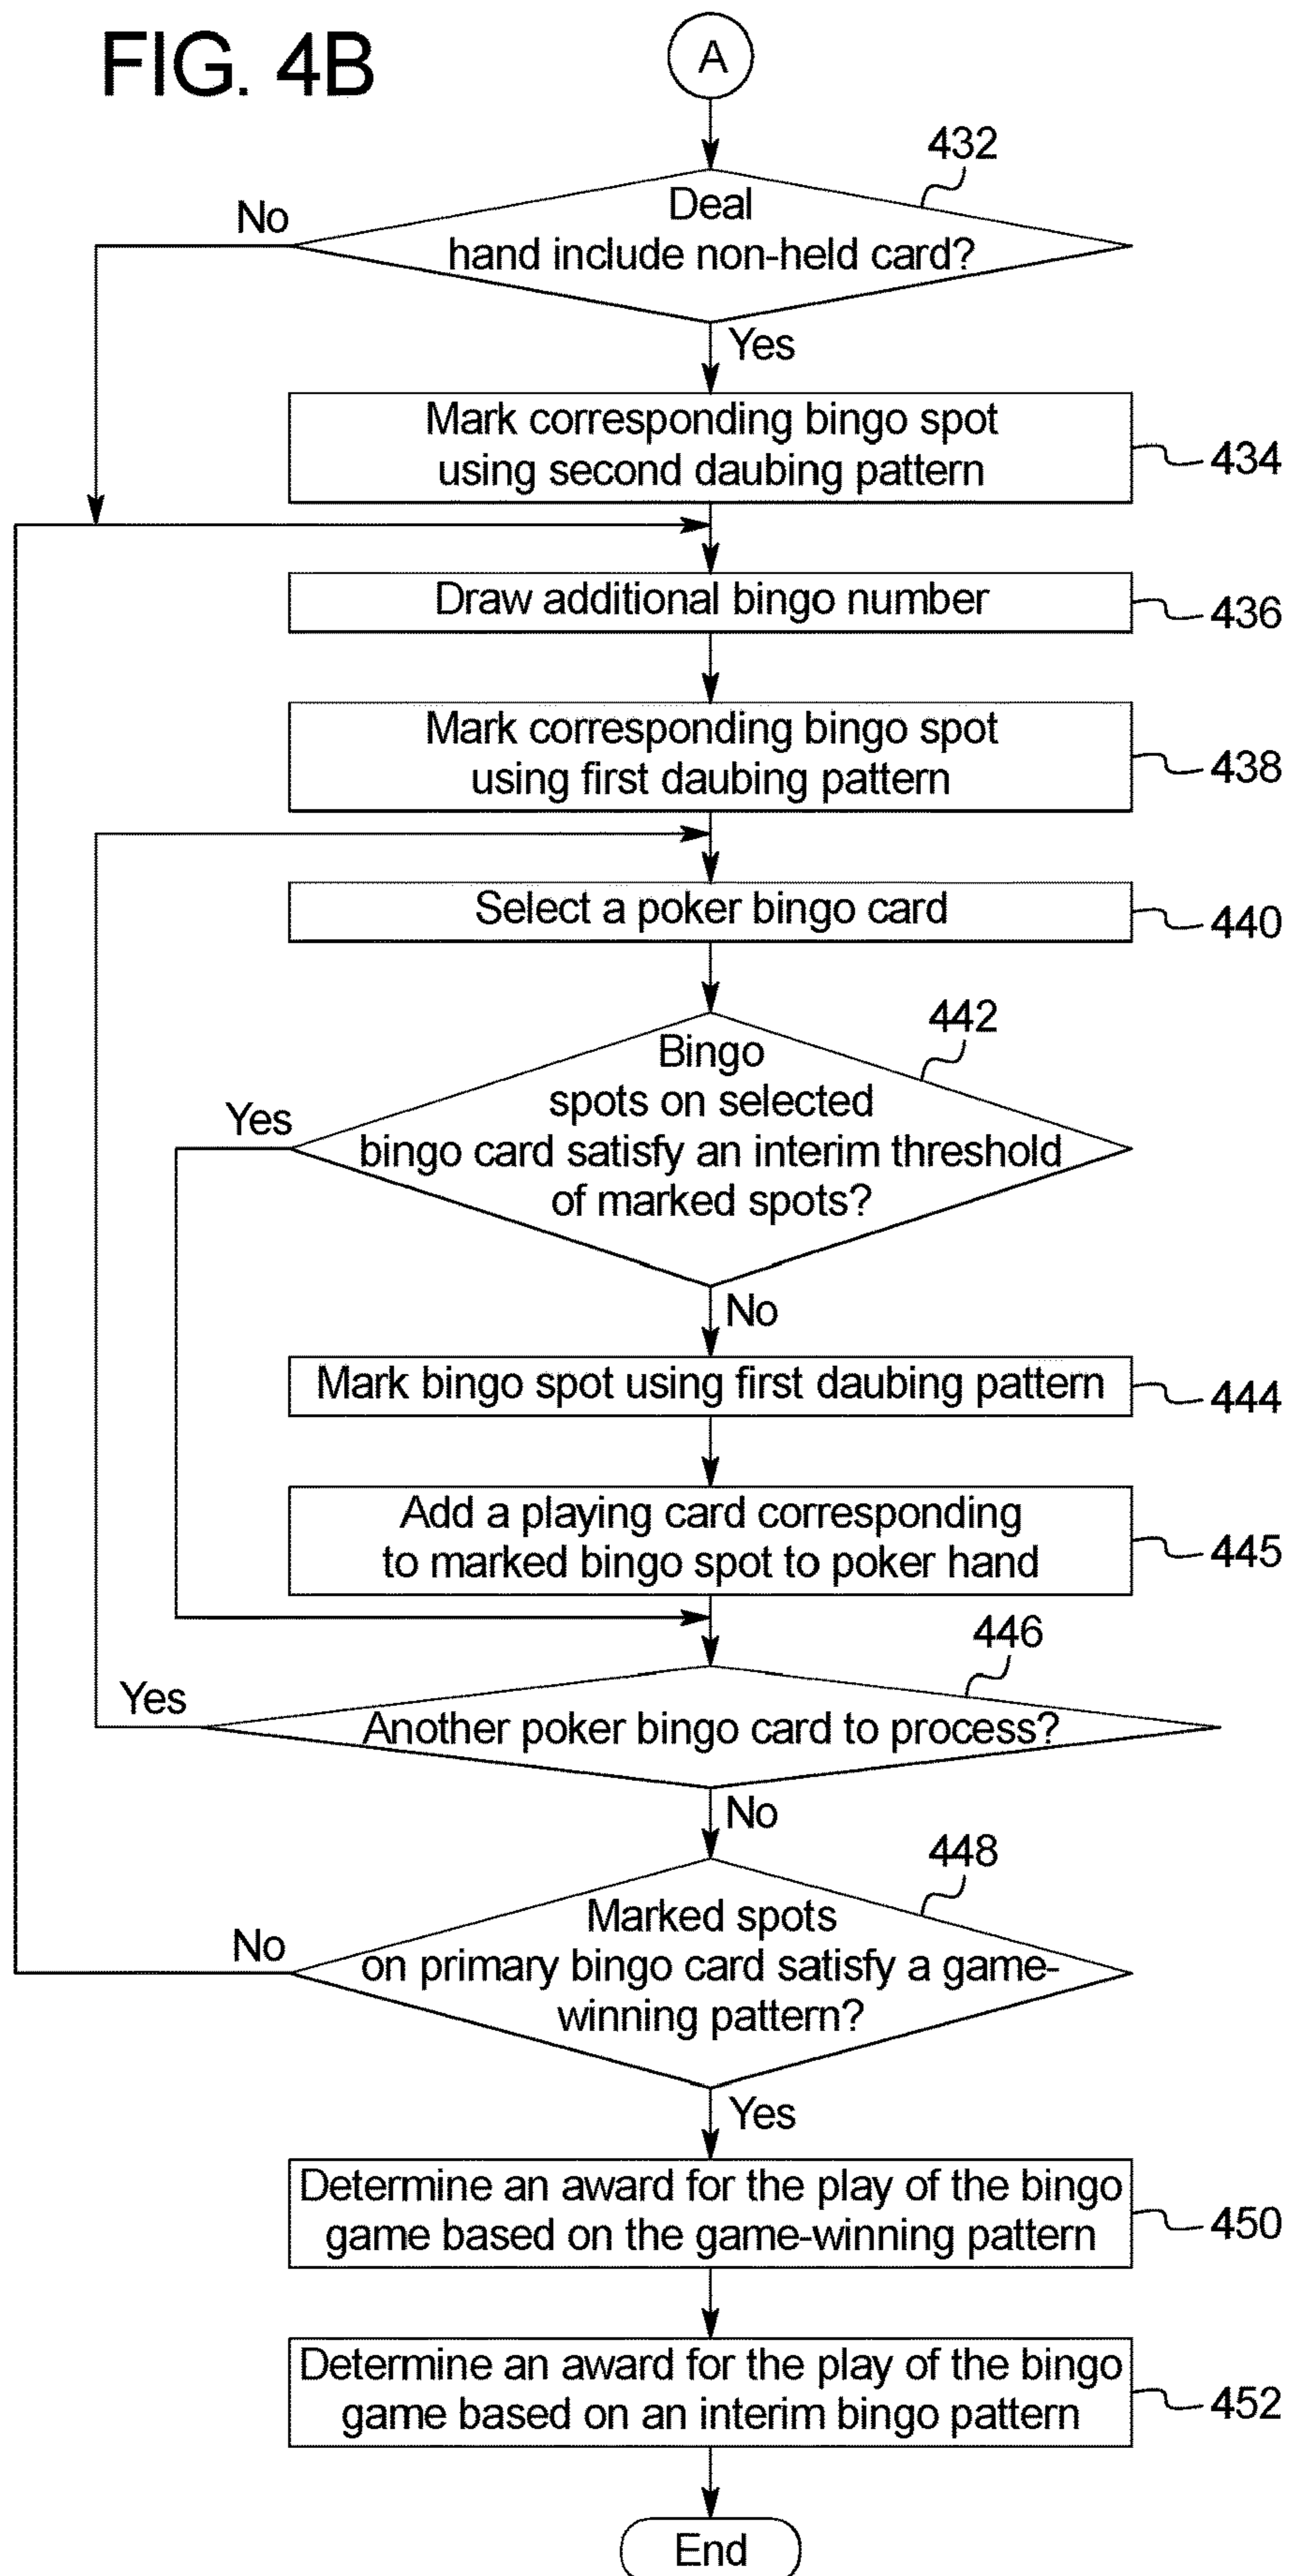 FIG. 4B
A
432
Deal
hand include non-held card?
No
Yes
Mark corresponding bingo spot
using second daubing pattern
434
Draw additional bingo number
436
Mark corresponding bingo spot
using first daubing pattern
438
Select a poker bingo card
440
442
Bingo
spots on selected
bingo card satisfy an interim threshold
of marked spots?
Yes
No
Mark bingo spot using first daubing pattern
444
Add a playing card corresponding
to marked bingo spot to poker hand
445
446
Another poker bingo card to process?
Yes
No
448
Marked spots
on primary bingo card satisfy a game-
winning pattern?
No
Yes
Determine an award for the play of the bingo
game based on the game-winning pattern
450
Determine an award for the play of the bingo
game based on an interim bingo pattern
452
End